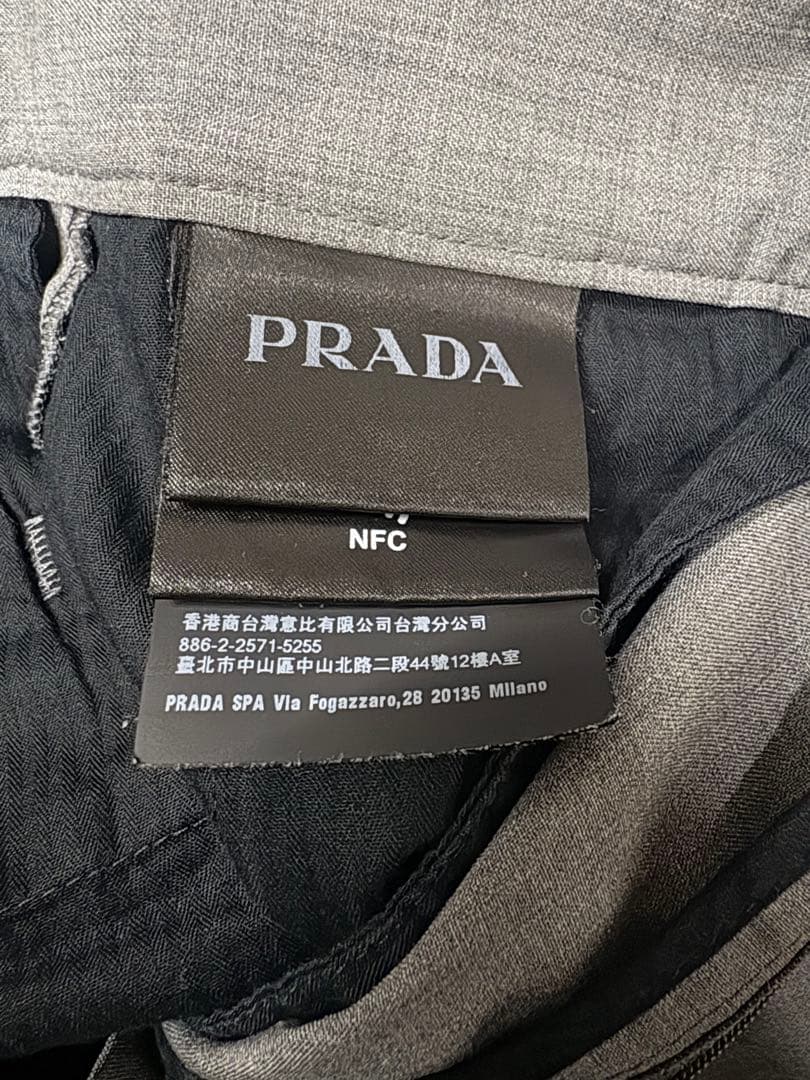 PRADA
NFC
香港商台灣意比有限公司台灣分公司
886-2-2571-5255
臺北市中山區中山北路二段44號12樓A室
PRADA SPA Via Fogazzaro,28 20135 Milano